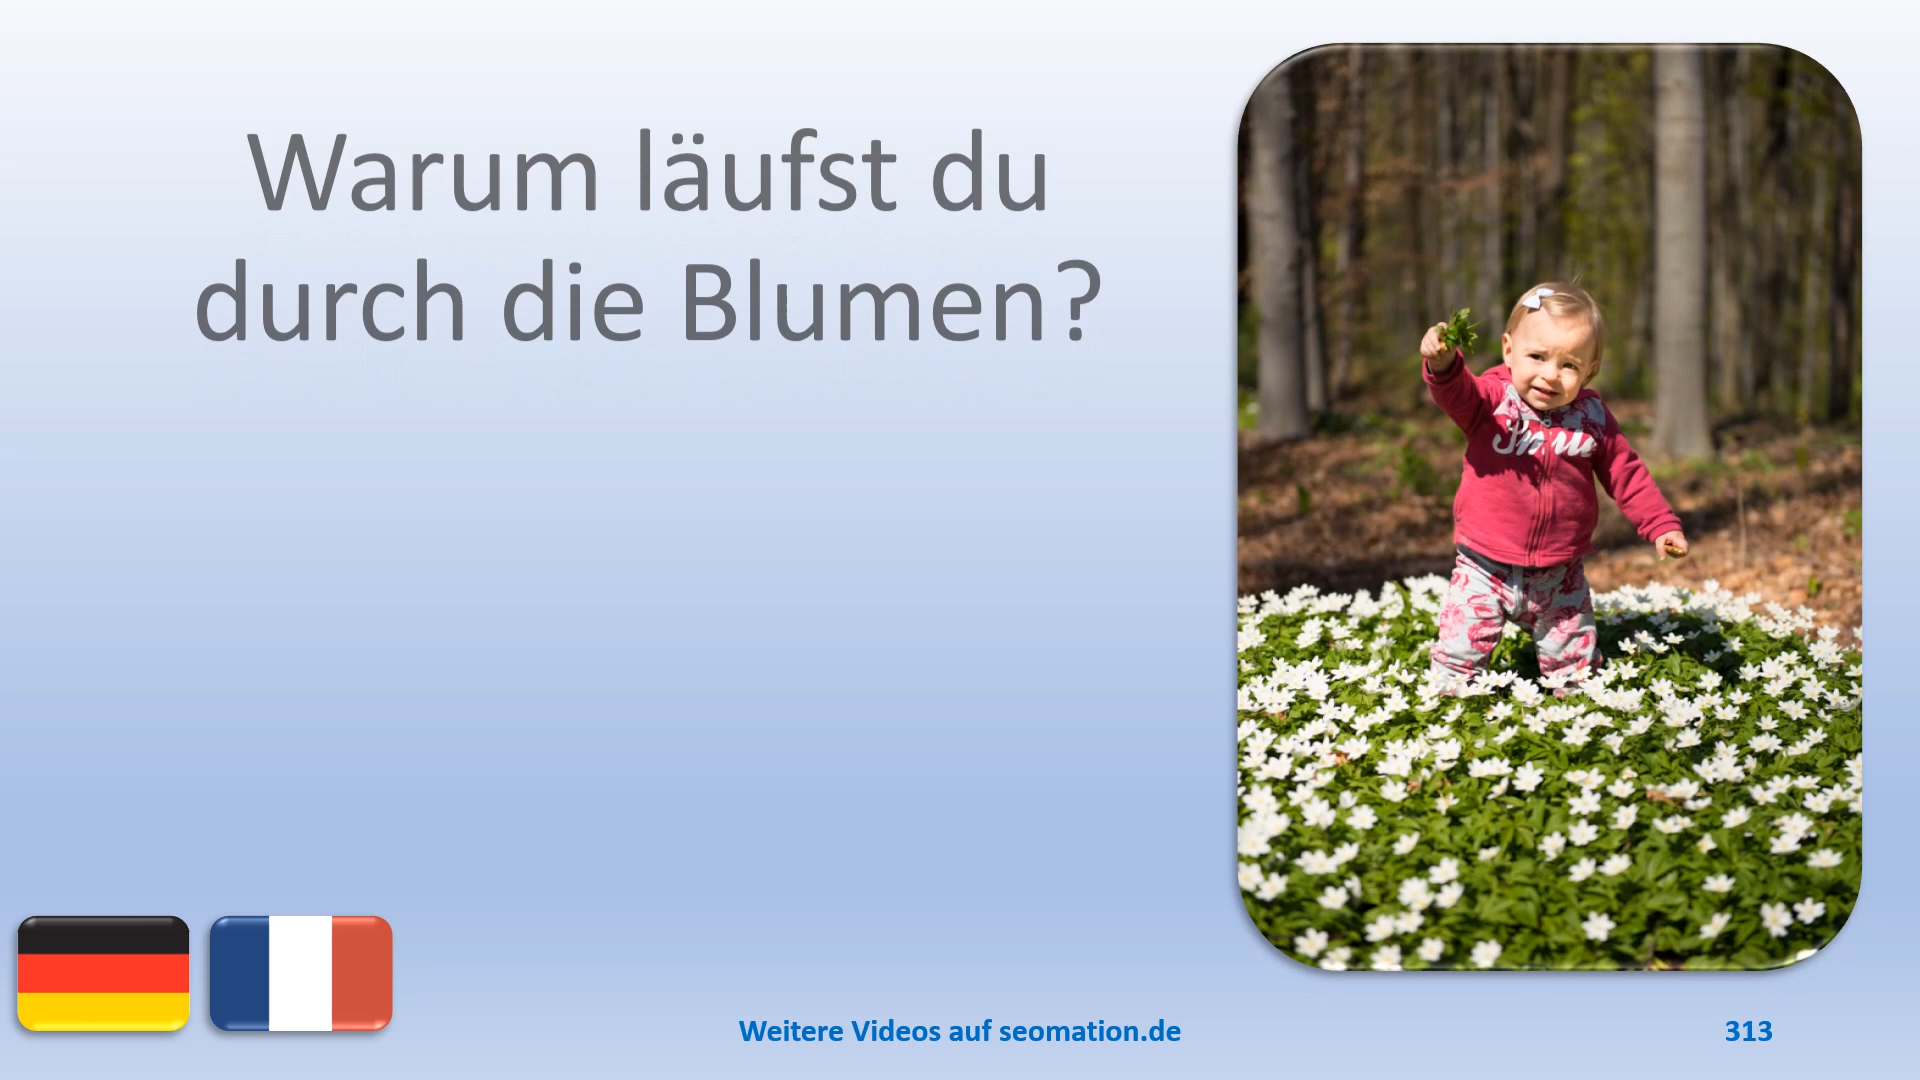 Warum läufst du
durch die Blumen?
Weitere Videos auf seomation.de
313